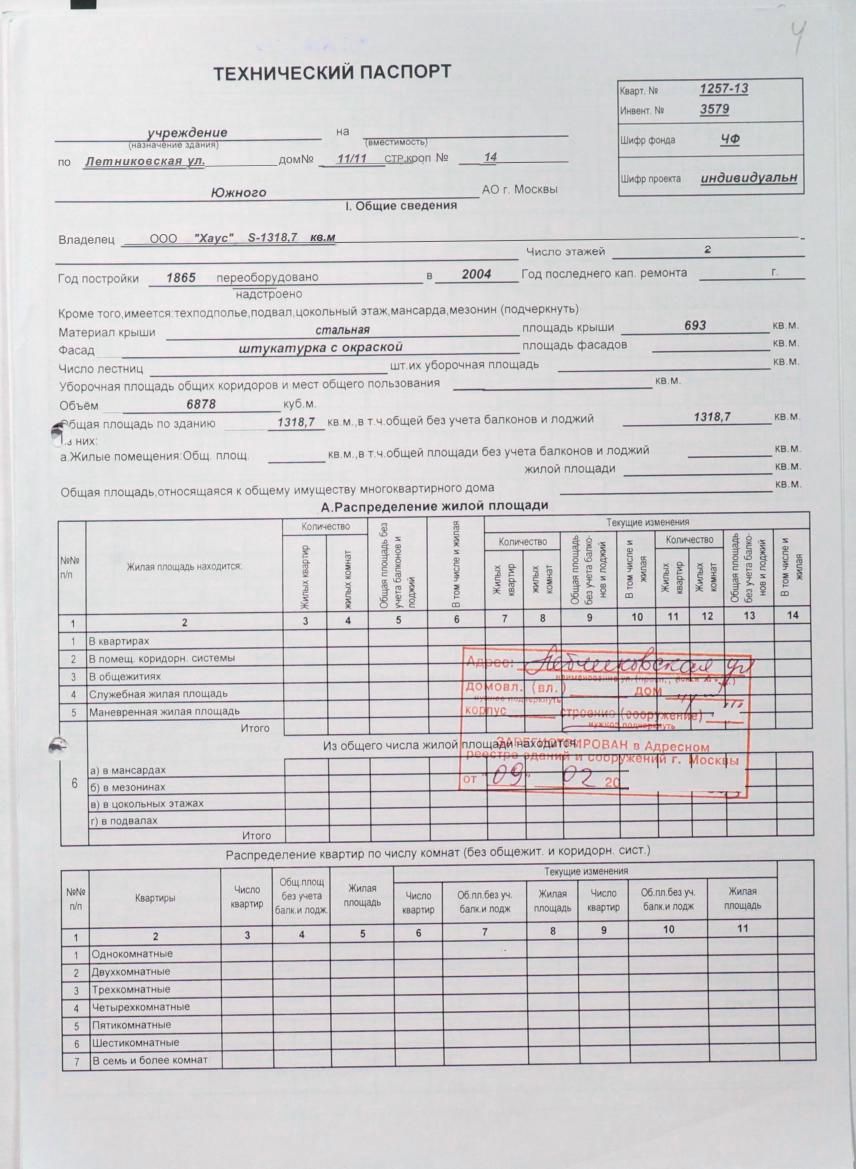 4
ТЕХНИЧЕСКИЙ ПАСПОРТ
Кварт. № 1257-13
Инвент. № 3579
Шифр фонда ЧФ
Шифр проекта индивидуальн
учреждение на
(назначение здания) (вместимость)
по Летниковская ул. дом№ 11/11 стр.кроп № 14
Южного АО г. Москвы
I. Общие сведения
Владелец ООО "Хаус" S-1318,7 кв.м
Число этажей 2
Год постройки 1865 переоборудовано в 2004 Год последнего кап. ремонта г.
надстроено
Кроме того,имеется:техподполье,подвал,цокольный этаж,мансарда,мезонин (подчеркнуть)
Материал крыши стальная площадь крыши 693 кв.м.
Фасад штукатурка с окраской площадь фасадов кв.м.
Число лестниц шт.их уборочная площадь кв.м.
Уборочная площадь общих коридоров и мест общего пользования кв.м.
Объём 6878 куб.м.
Общая площадь по зданию 1318,7 кв.м.,в т.ч.общей без учета балконов и лоджий 1318,7 кв.м.
Из них:
а.Жилые помещения:Общ. площ. кв.м.,в т.ч.общей площади без учета балконов и лоджий кв.м.
жилой площади кв.м.
Общая площадь,относящаяся к общему имуществу многоквартирного дома кв.м.
А.Распределение жилой площади
№№ п/п Жилая площадь находится: Количество Текущие изменения
Жилых квартир жилых комнат Общая площадь без учета балконов и лоджий В том числе и жилая Количество Жилых квартир жилых комнат Общая площадь без учета балко- нов и лоджий В том числе и жилая Количество Жилых квартир Жилых комнат Общая площадь без учета балко- нов и лоджий В том числе и жилая
1 2 3 4 5 6 7 8 9 10 11 12 13 14
1 В квартирах
2 В помещ. коридорн. системы
3 В общежитиях
4 Служебная жилая площадь
5 Маневренная жилая площадь
Итого
Адрес: Летниковская ул
домовл. (вл.) дом
нужное подчеркнуть
корпус строение (сооружение)
нужное подчеркнуть
ЗАРЕГИСТРИРОВАН в Адресном
реестре зданий и сооружений г. Москвы
от "09" 02 20
Из общего числа жилой площади находится
6
а) в мансардах
б) в мезонинах
в) в цокольных этажах
г) в подвалах
Итого
Распределение квартир по числу комнат (без общежит. и коридорн. сист.)
№№ п/п Квартиры Число квартир Общ.площ без учета балк.и лодж. Жилая площадь Текущие изменения
Число квартир Об.пл.без уч. балк.и лодж Жилая площадь Число квартир Об.пл.без уч. балк.и лодж Жилая площадь
1 2 3 4 5 6 7 8 9 10 11
1 Однокомнатные
2 Двухкомнатные
3 Трехкомнатные
4 Четырехкомнатные
5 Пятикомнатные
6 Шестикомнатные
7 В семь и более комнат